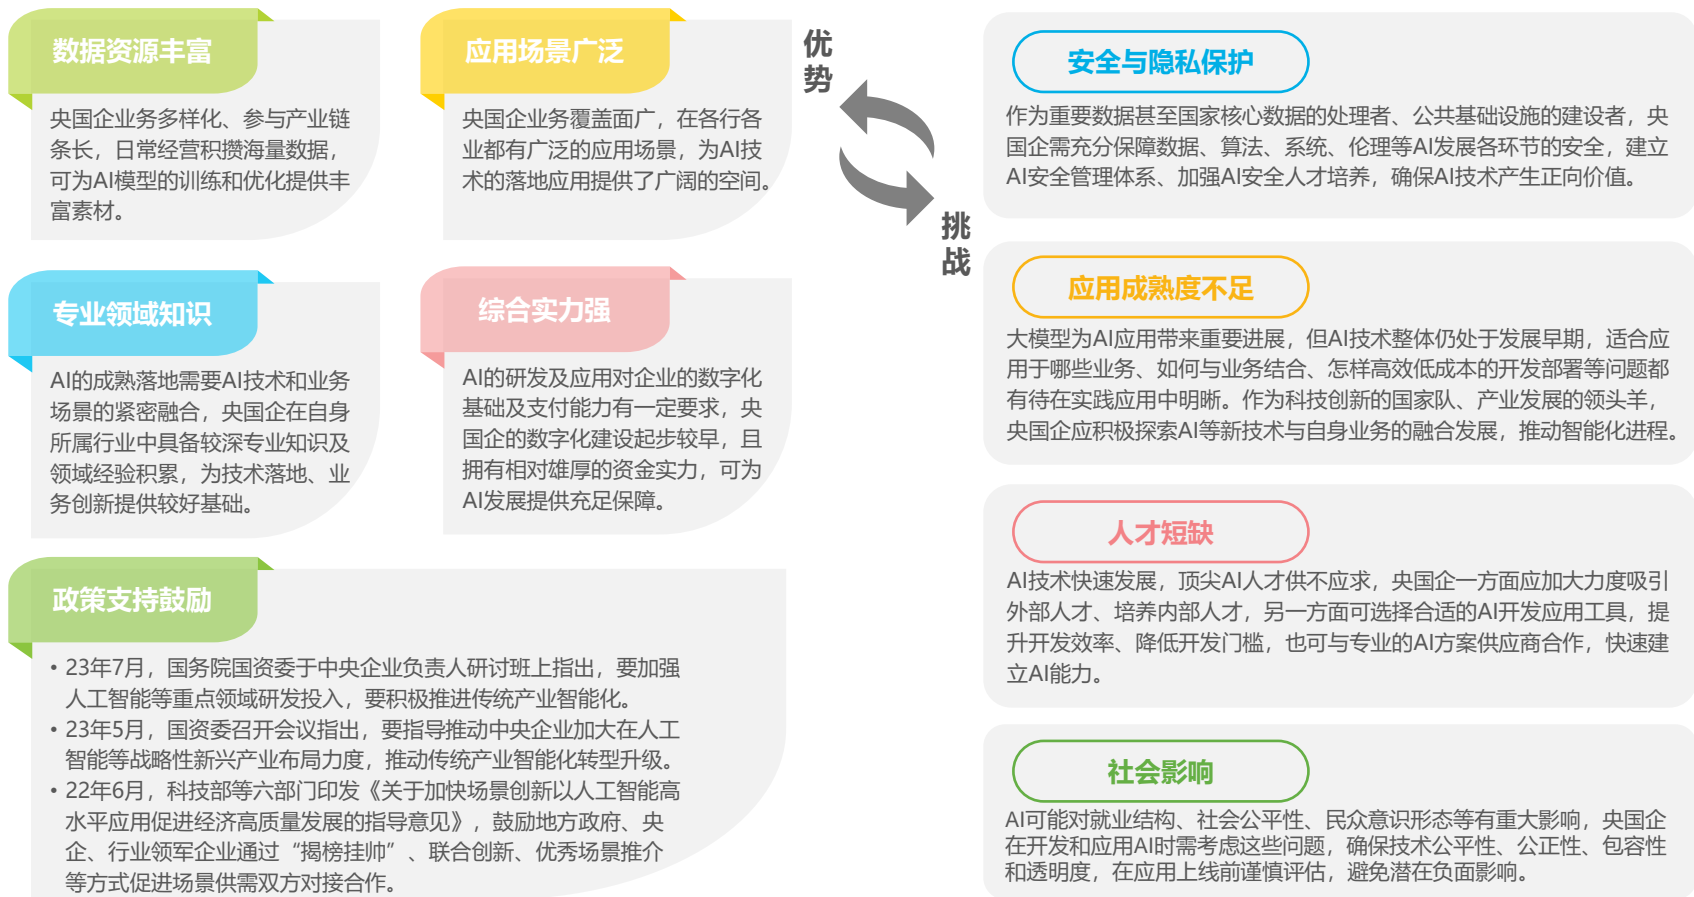 数据资源丰富
央国企业务多样化、参与产业链
条长，日常经营积攒海量数据，
可为AI模型的训练和优化提供丰
富素材。
应用场景广泛
央国企业务覆盖面广，在各行各
业都有广泛的应用场景，为AI技
术的落地应用提供了广阔的空间。
专业领域知识
AI的成熟落地需要AI技术和业务
场景的紧密融合，央国企在自身
所属行业中具备较深专业知识及
领域经验积累，为技术落地、业
务创新提供较好基础。
综合实力强
AI的研发及应用对企业的数字化
基础及支付能力有一定要求，央
国企的数字化建设起步较早，且
拥有相对雄厚的资金实力，可为
AI发展提供充足保障。
政策支持鼓励
• 23年7月，国务院国资委于中央企业负责人研讨班上指出，要加强
人工智能等重点领域研发投入，要积极推进传统产业智能化。
• 23年5月，国资委召开会议指出，要指导推动中央企业加大在人工
智能等战略性新兴产业布局力度，推动传统产业智能化转型升级。
• 22年6月，科技部等六部门印发《关于加快场景创新以人工智能高
水平应用促进经济高质量发展的指导意见》，鼓励地方政府、央
企、行业领军企业通过“揭榜挂帅”、联合创新、优秀场景推介
等方式促进场景供需双方对接合作。
优势
挑战
安全与隐私保护
作为重要数据甚至国家核心数据的处理者、公共基础设施的建设者，央
国企需充分保障数据、算法、系统、伦理等AI发展各环节的安全，建立
AI安全管理体系、加强AI安全人才培养，确保AI技术产生正向价值。
应用成熟度不足
大模型为AI应用带来重要进展，但AI技术整体仍处于发展早期，适合应
用于哪些业务、如何与业务结合、怎样高效低成本的开发部署等问题都
有待在实践应用中明晰。作为科技创新的国家队、产业发展的领头羊，
央国企应积极探索AI等新技术与自身业务的融合发展，推动智能化进程。
人才短缺
AI技术快速发展，顶尖AI人才供不应求，央国企一方面应加大力度吸引
外部人才、培养内部人才，另一方面可选择合适的AI开发应用工具，提
升开发效率、降低开发门槛，也可与专业的AI方案供应商合作，快速建
立AI能力。
社会影响
AI可能对就业结构、社会公平性、民众意识形态等有重大影响，央国企
在开发和应用AI时需考虑这些问题，确保技术公平性、公正性、包容性
和透明度，在应用上线前谨慎评估，避免潜在负面影响。